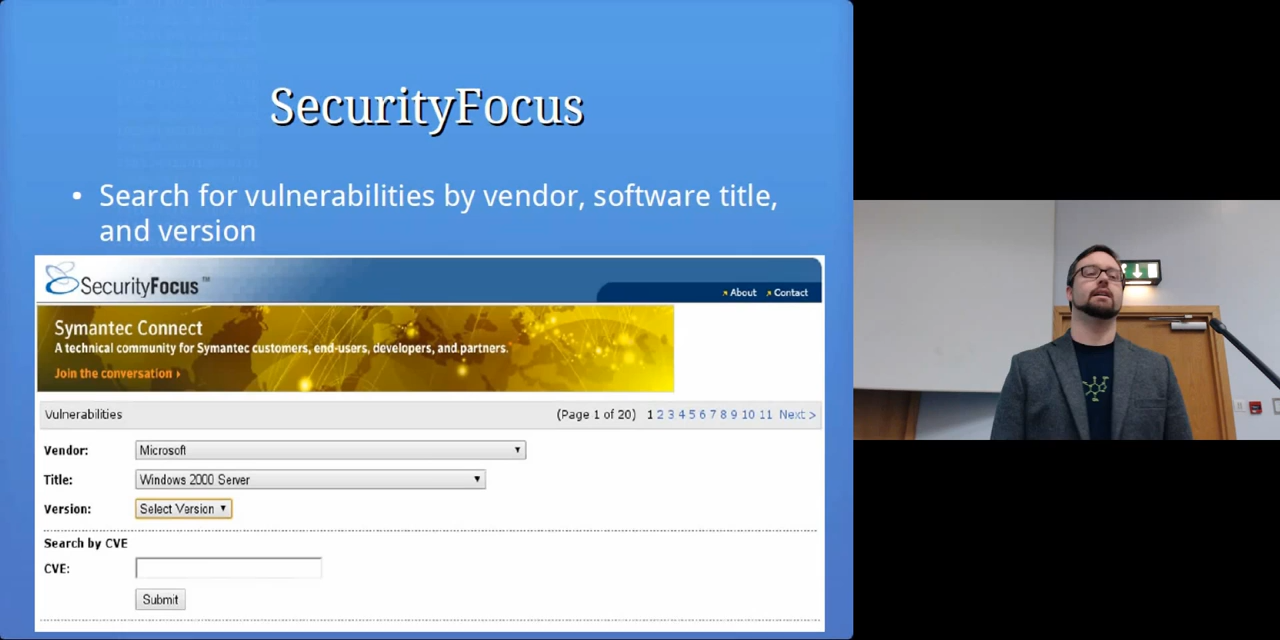 SecurityFocus
• Search for vulnerabilities by vendor, software title,
and version
SecurityFocus™
About Contact
Symantec Connect
A technical community for Symantec customers, end-users, developers, and partners.
Join the conversation
Vulnerabilities (Page 1 of 20) 1 2 3 4 5 6 7 8 9 10 11 Next >
Vendor: Microsoft
Title: Windows 2000 Server
Version: Select Version
Search by CVE
CVE:
Submit